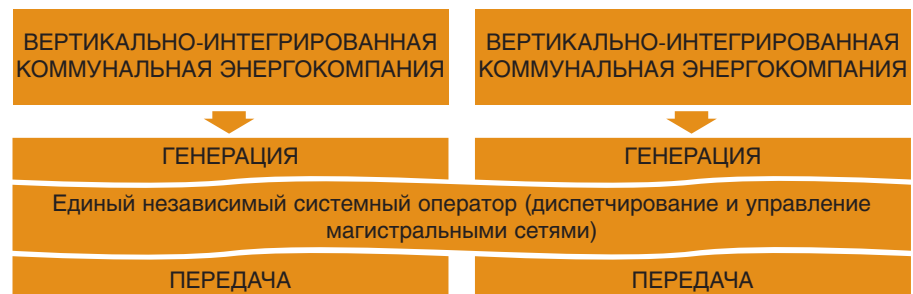 ВЕРТИКАЛЬНО-ИНТЕГРИРОВАННАЯ
КОММУНАЛЬНАЯ ЭНЕРГОКОМПАНИЯ
ВЕРТИКАЛЬНО-ИНТЕГРИРОВАННАЯ
КОММУНАЛЬНАЯ ЭНЕРГОКОМПАНИЯ
ГЕНЕРАЦИЯ
ГЕНЕРАЦИЯ
Единый независимый системный оператор (диспетчирование и управление
магистральными сетями)
ПЕРЕДАЧА
ПЕРЕДАЧА